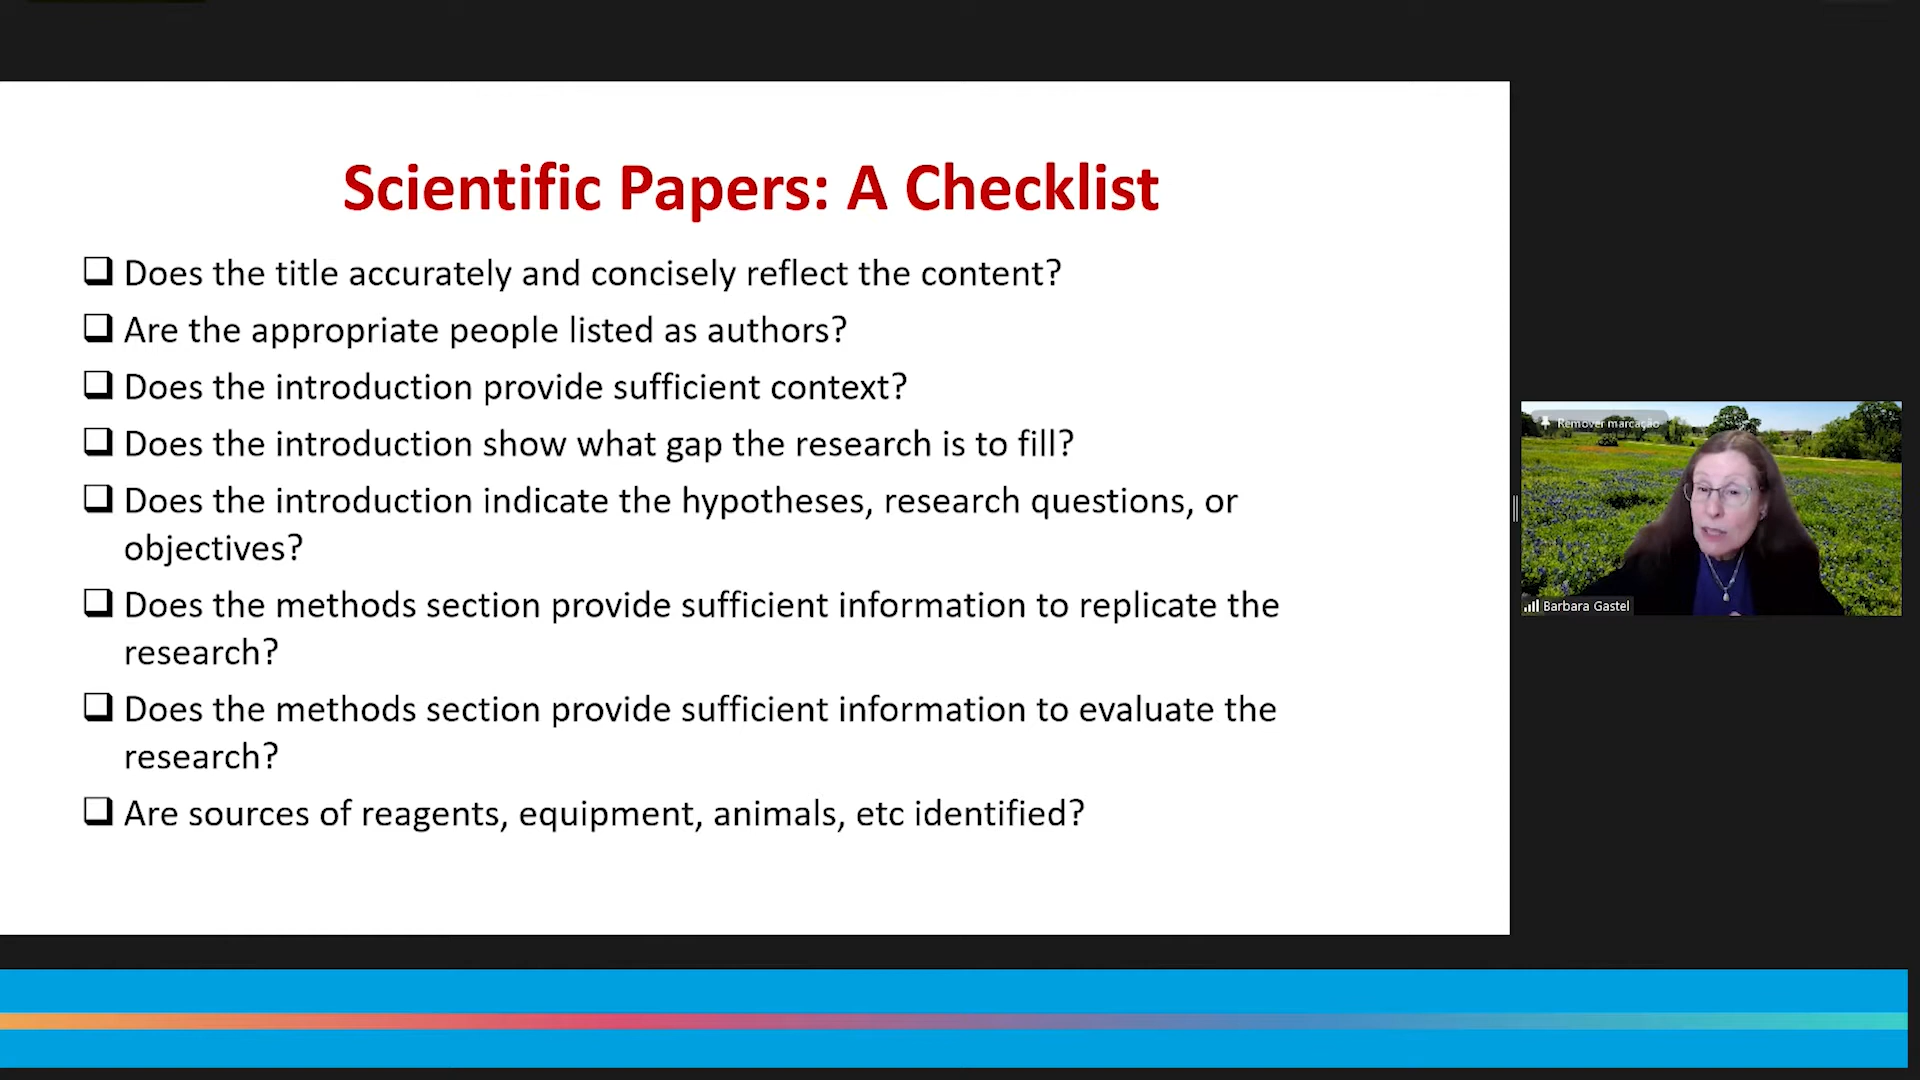 Scientific Papers: A Checklist
Does the title accurately and concisely reflect the content?
Are the appropriate people listed as authors?
Does the introduction provide sufficient context?
Does the introduction show what gap the research is to fill?
Does the introduction indicate the hypotheses, research questions, or
objectives?
Does the methods section provide sufficient information to replicate the
research?
Does the methods section provide sufficient information to evaluate the
research?
Are sources of reagents, equipment, animals, etc identified?
Remover marcação
Barbara Gastel